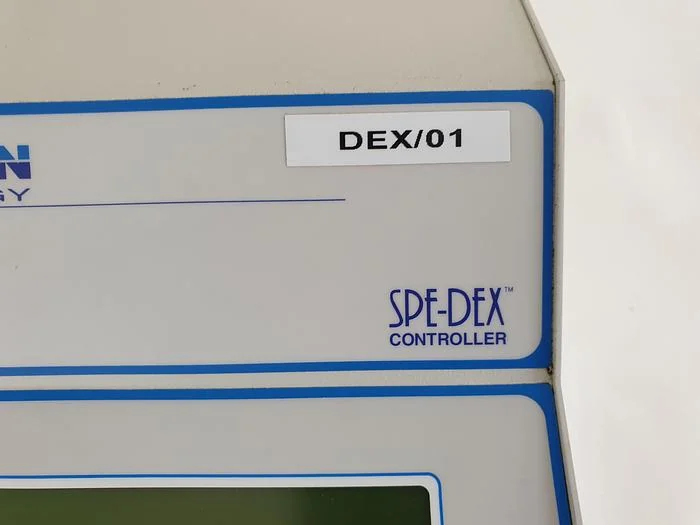 DEX/01
SPE-DEX™
CONTROLLER